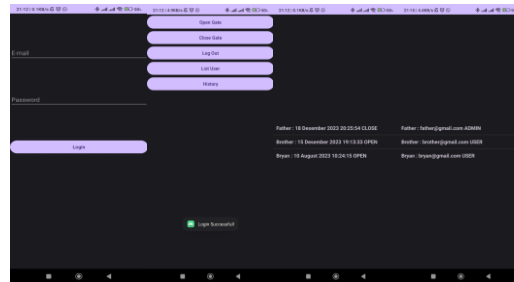 E-mail
Password
Login
Open Gate
Close Gate
Log Out
List User
History
Login Successfull
Father : 18 Desember 2023 20:25:54 CLOSE
Brother : 15 Desember 2023 19:13:33 OPEN
Bryan : 10 August 2023 10:24:15 OPEN
Father : father@gmail.com ADMIN
Brother : brother@gmail.com USER
Bryan : bryan@gmail.com USER